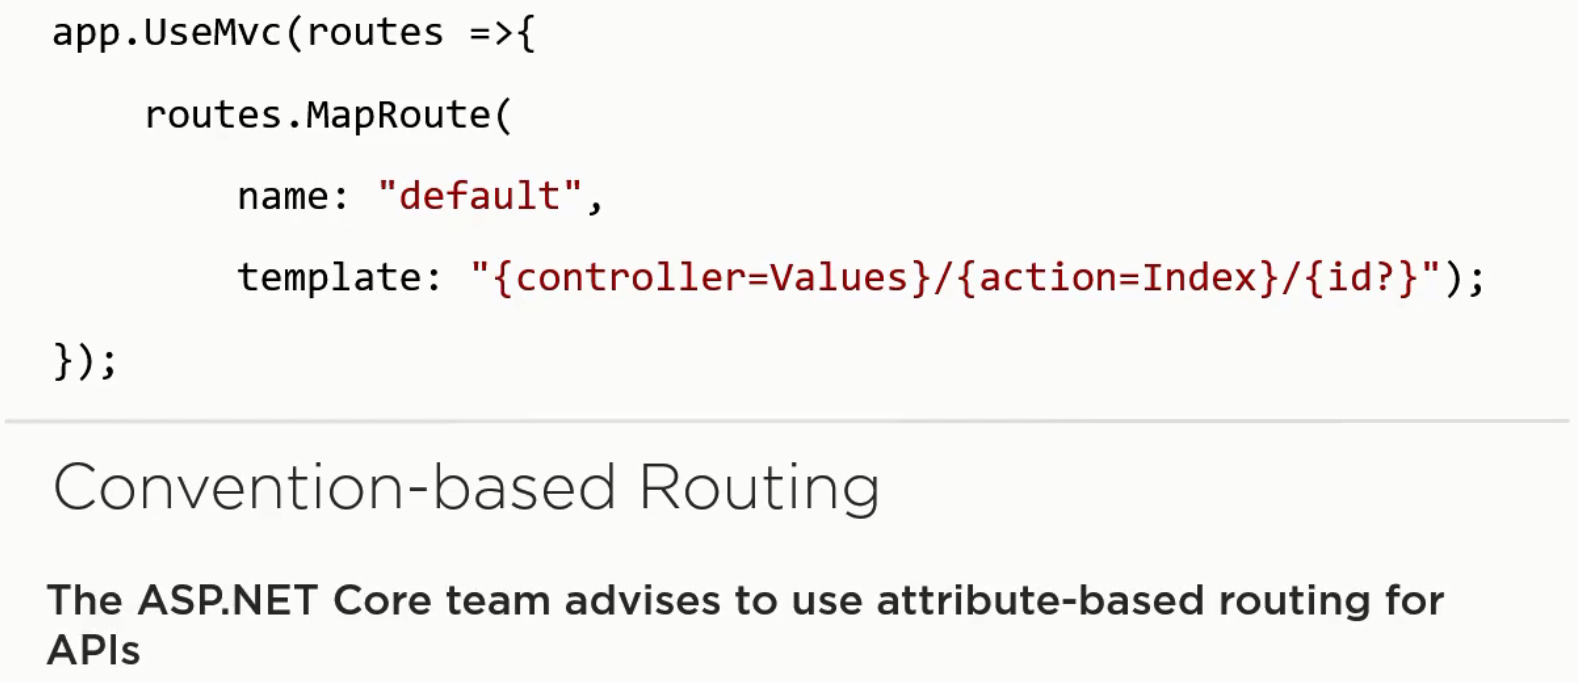 app.UseMvc(routes =>{
routes.MapRoute(
name: "default",
template: "{controller=Values}/{action=Index}/{id?}");
});
Convention-based Routing
The ASP.NET Core team advises to use attribute-based routing for
APIs